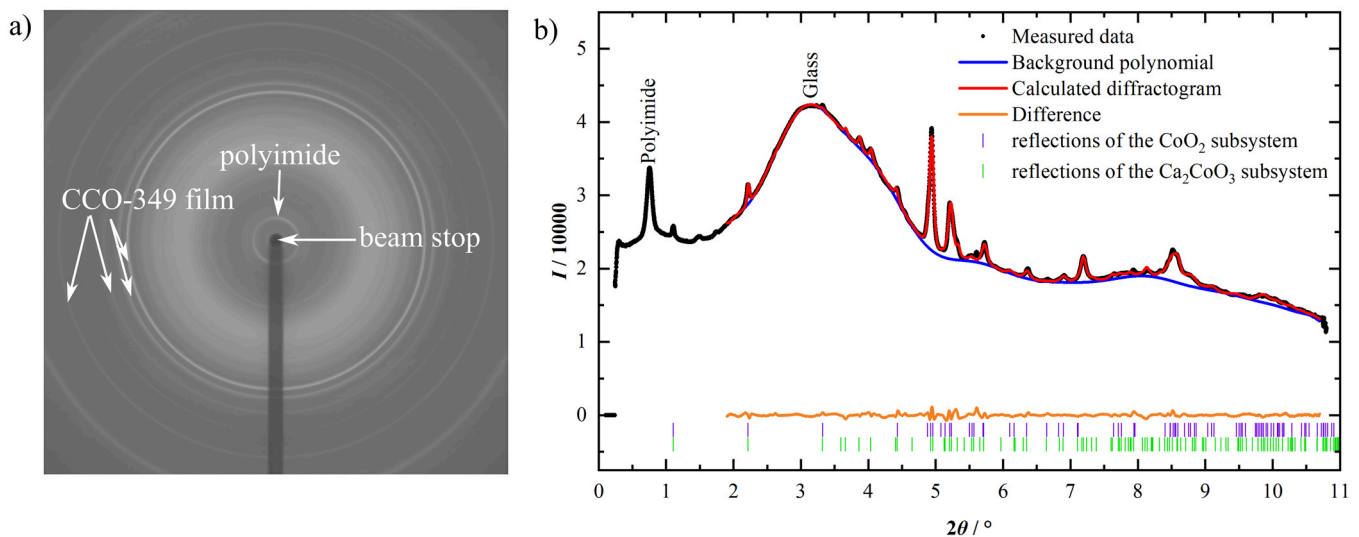 a)
polyimide
CCO-349 film
beam stop
b)
Measured data
Background polynomial
Calculated diffractogram
Difference
reflections of the CoO₂ subsystem
reflections of the Ca₂CoO₃ subsystem
Polyimide
Glass
I / 10000
5
4
3
2
1
0
0 1 2 3 4 5 6 7 8 9 10 11
2θ / °